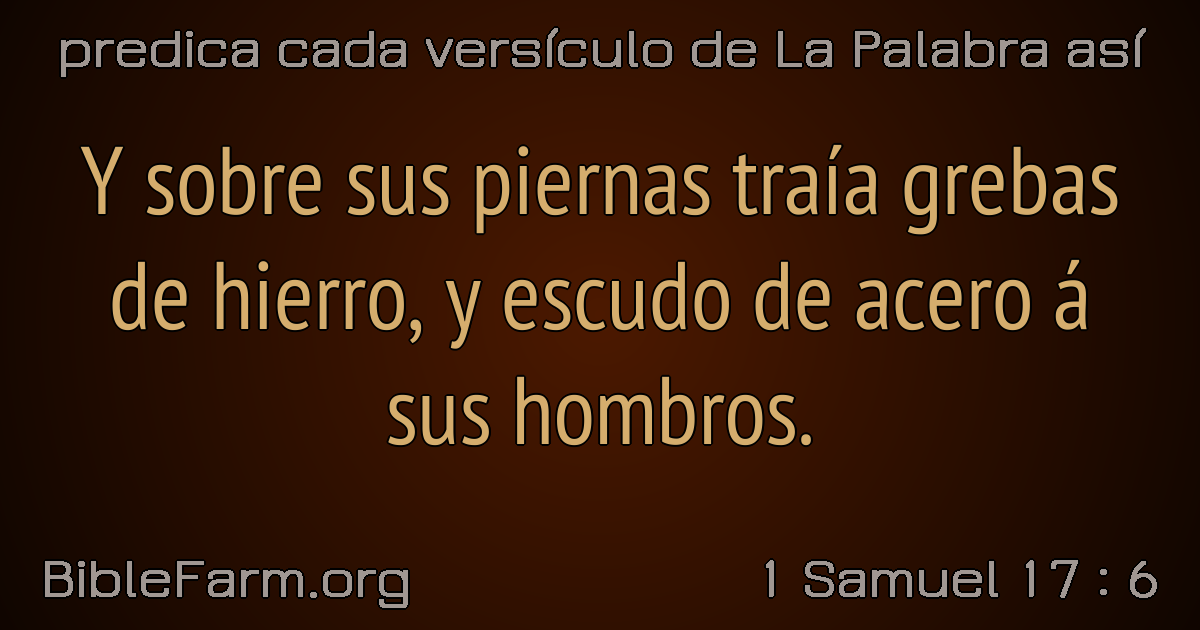 predica cada versículo de La Palabra así
Y sobre sus piernas traía grebas
de hierro, y escudo de acero á
sus hombros.
BibleFarm.org
1 Samuel 17 : 6